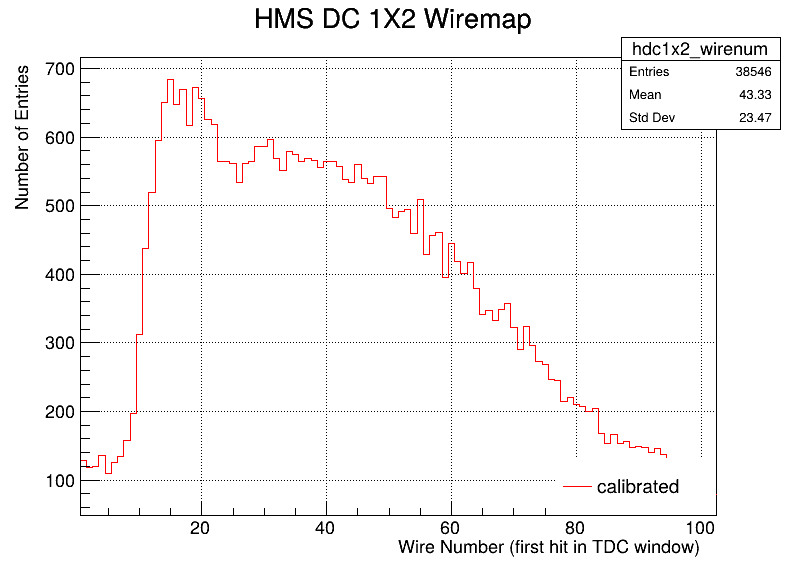 HMS DC 1X2 Wiremap
hdc1x2_wirenum
Entries 38546
Mean 43.33
Std Dev 23.47
Number of Entries
700
600
500
400
300
200
100
calibrated
20 40 60 80 100
Wire Number (first hit in TDC window)